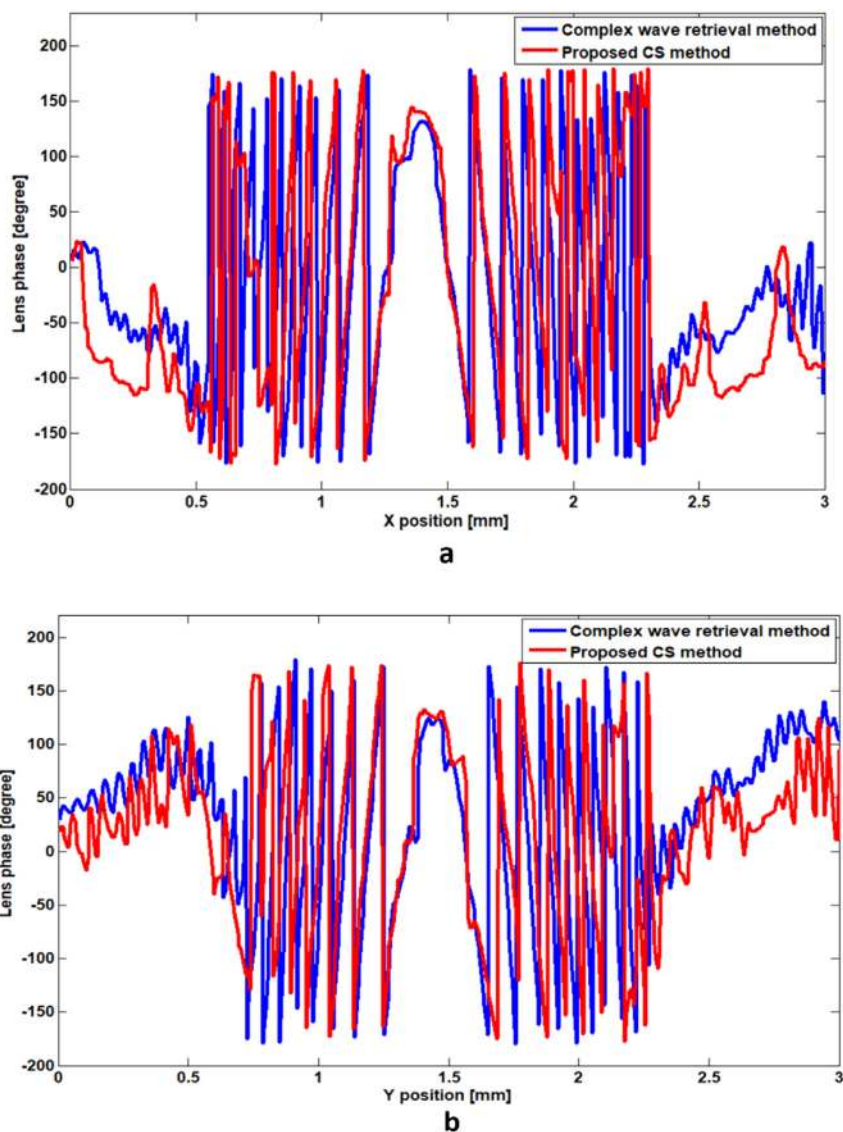 Complex wave retrieval method
Proposed CS method
200
150
100
50
0
-50
-100
-150
-200
Lens phase [degree]
0 0.5 1 1.5 2 2.5 3
X position [mm]
a
Complex wave retrieval method
Proposed CS method
200
150
100
50
0
-50
-100
-150
-200
Lens phase [degree]
0 0.5 1 1.5 2 2.5 3
Y position [mm]
b